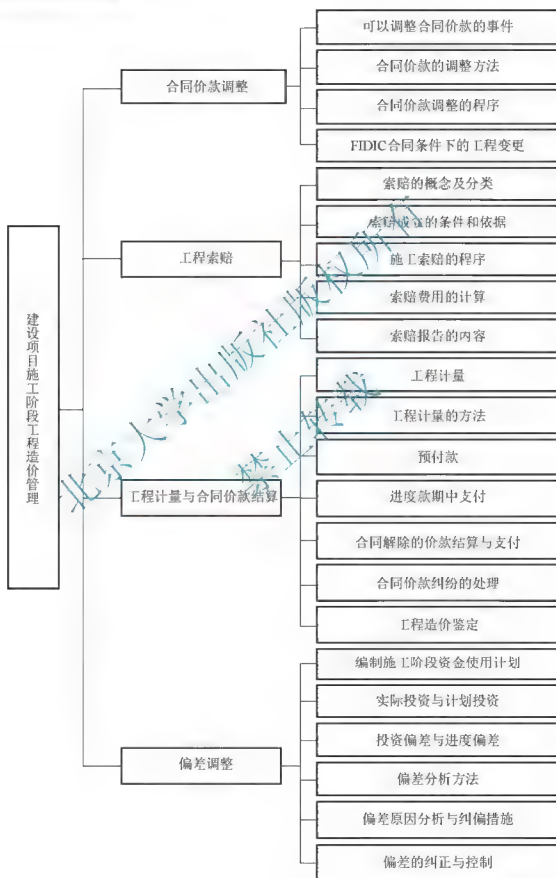 建设项目施工阶段工程造价管理
合同价款调整
可以调整合同价款的事件
合同价款的调整方法
合同价款调整的程序
FIDIC合同条件下的工程变更
工程索赔
索赔的概念及分类
索赔成立的条件和依据
施工索赔的程序
索赔费用的计算
索赔报告的内容
工程计量与合同价款结算
工程计量
工程计量的方法
预付款
进度款期中支付
合同解除的价款结算与支付
合同价款纠纷的处理
工程造价鉴定
偏差调整
编制施工阶段资金使用计划
实际投资与计划投资
投资偏差与进度偏差
偏差分析方法
偏差原因分析与纠偏措施
偏差的纠正与控制
北京大学出版社版权所有
禁止转载